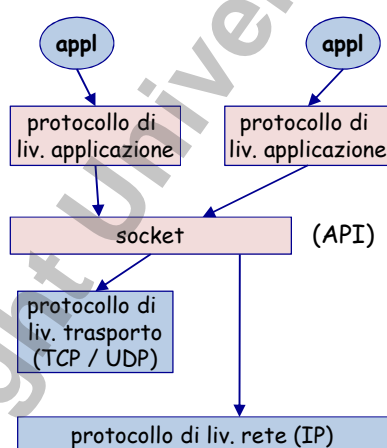 appl
appl
protocollo di
liv. applicazione
protocollo di
liv. applicazione
socket
(API)
protocollo di
liv. trasporto
(TCP / UDP)
protocollo di liv. rete (IP)